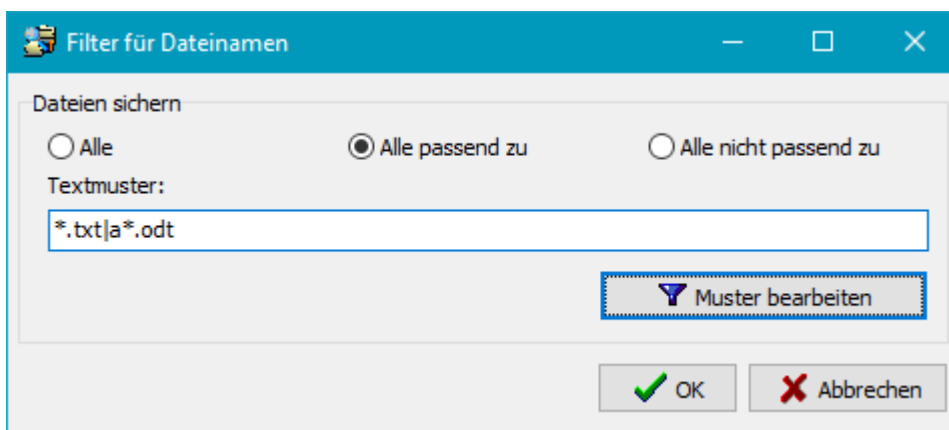 Filter für Dateinamen
Dateien sichern
Alle
Alle passend zu
Alle nicht passend zu
Textmuster:
*.txt|a*.odt
Muster bearbeiten
OK
Abbrechen